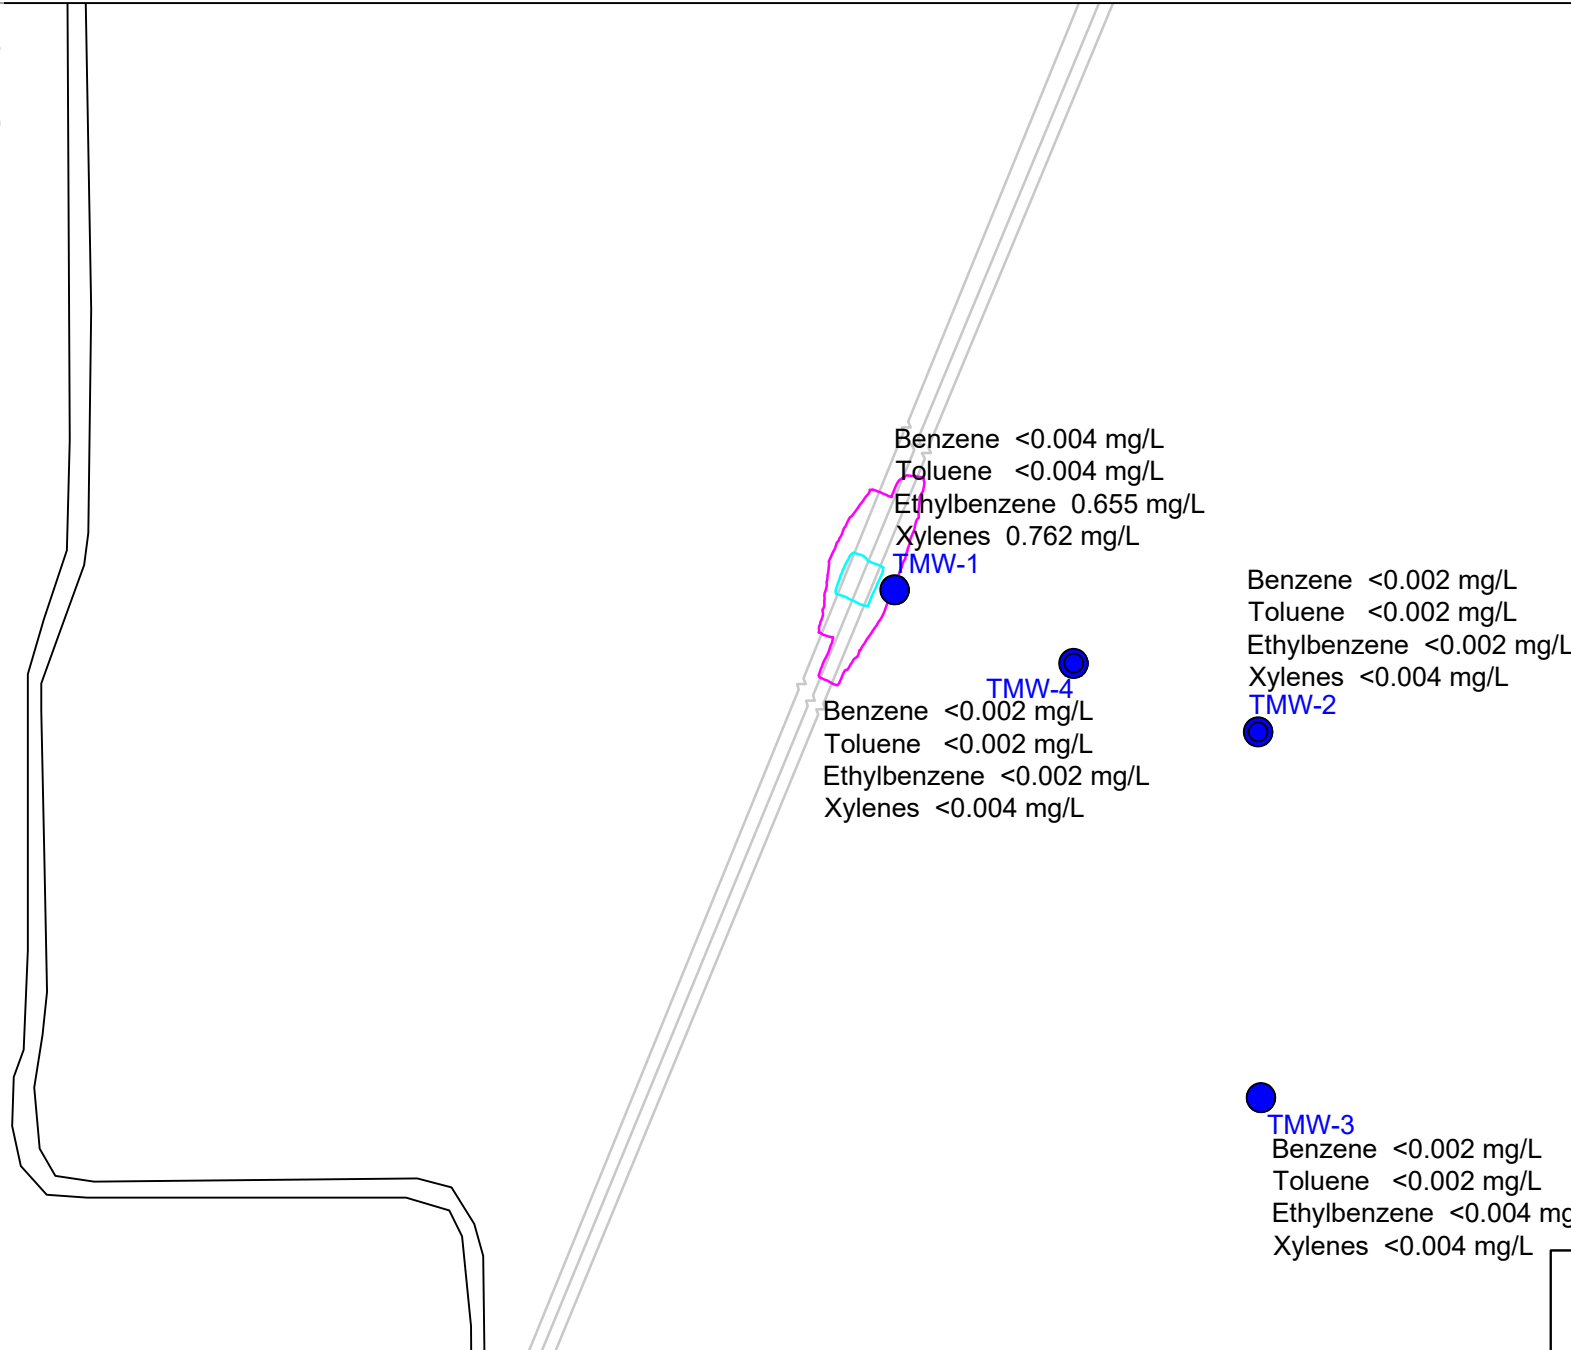 Benzene <0.004 mg/L
Toluene <0.004 mg/L
Ethylbenzene 0.655 mg/L
Xylenes 0.762 mg/L
TMW-1
Benzene <0.002 mg/L
Toluene <0.002 mg/L
Ethylbenzene <0.002 mg/L
Xylenes <0.004 mg/L
TMW-2
TMW-4
Benzene <0.002 mg/L
Toluene <0.002 mg/L
Ethylbenzene <0.002 mg/L
Xylenes <0.004 mg/L
TMW-3
Benzene <0.002 mg/L
Toluene <0.002 mg/L
Ethylbenzene <0.004 mg
Xylenes <0.004 mg/L